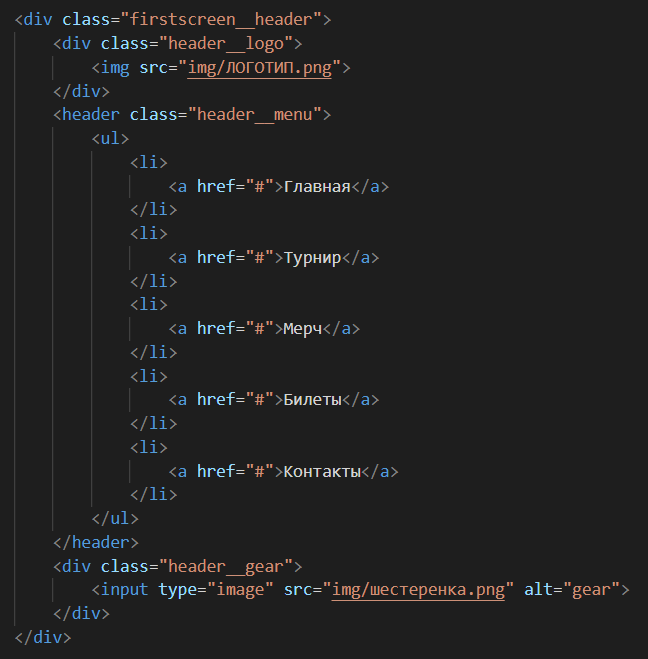 <div class="firstscreen__header">
    <div class="header__logo">
        <img src="img/ЛОГОТИП.png">
    </div>
    <header class="header__menu">
        <ul>
            <li>
                <a href="#">Главная</a>
            </li>
            <li>
                <a href="#">Турнир</a>
            </li>
            <li>
                <a href="#">Мерч</a>
            </li>
            <li>
                <a href="#">Билеты</a>
            </li>
            <li>
                <a href="#">Контакты</a>
            </li>
        </ul>
    </header>
    <div class="header__gear">
        <input type="image" src="img/шестеренка.png" alt="gear">
    </div>
</div>